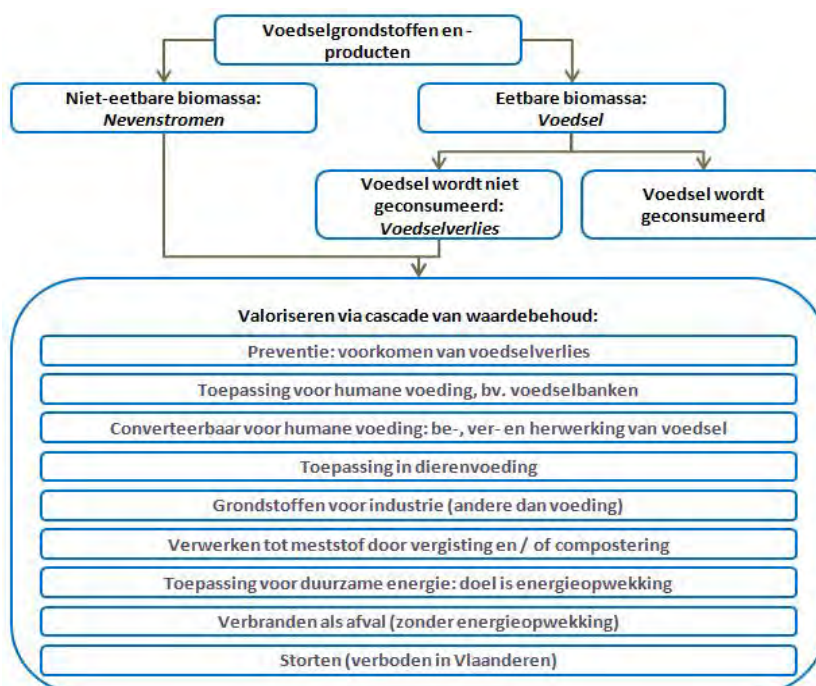 Voedselgrondstoffen en -
producten
Niet-eetbare biomassa:
Nevenstromen
Eetbare biomassa:
Voedsel
Voedsel wordt niet
geconsumeerd:
Voedselverlies
Voedsel wordt
geconsumeerd
Valoriseren via cascade van waardebehoud:
Preventie: voorkomen van voedselverlies
Toepassing voor humane voeding, bv. voedselbanken
Converteerbaar voor humane voeding: be-, ver- en herwerking van voedsel
Toepassing in dierenvoeding
Grondstoffen voor industrie (andere dan voeding)
Verwerken tot meststof door vergisting en / of compostering
Toepassing voor duurzame energie: doel is energieopwekking
Verbranden als afval (zonder energieopwekking)
Storten (verboden in Vlaanderen)